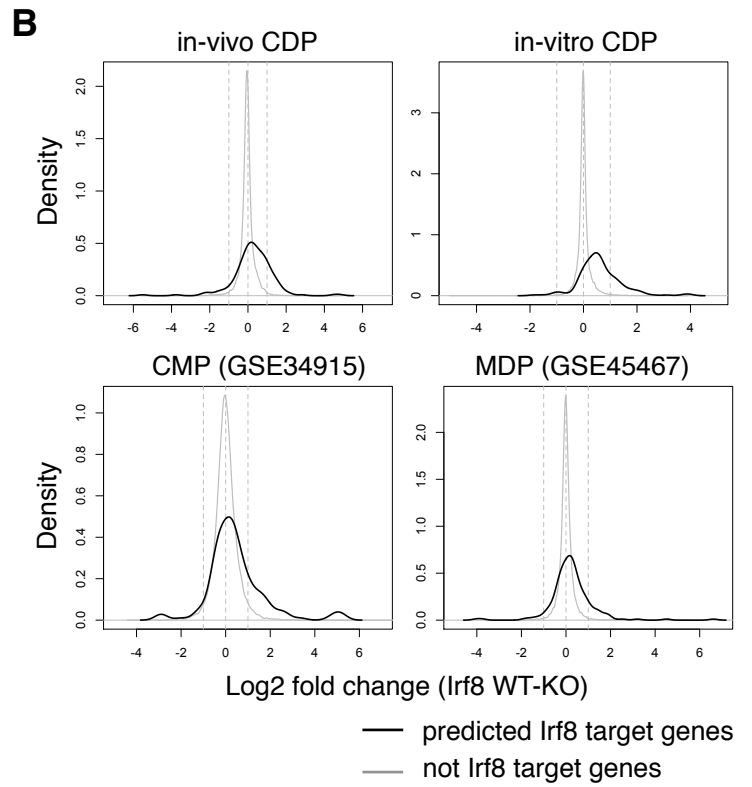 B
in-vivo CDP
in-vitro CDP
Density
0.0 0.5 1.0 1.5 2.0
-6 -4 -2 0 2 4 6
0 1 2 3
-4 -2 0 2 4
CMP (GSE34915)
MDP (GSE45467)
Density
0.0 0.2 0.4 0.6 0.8 1.0
-4 -2 0 2 4 6
0.0 0.5 1.0 1.5 2.0
-4 -2 0 2 4 6
Log2 fold change (Irf8 WT-KO)
predicted Irf8 target genes
not Irf8 target genes